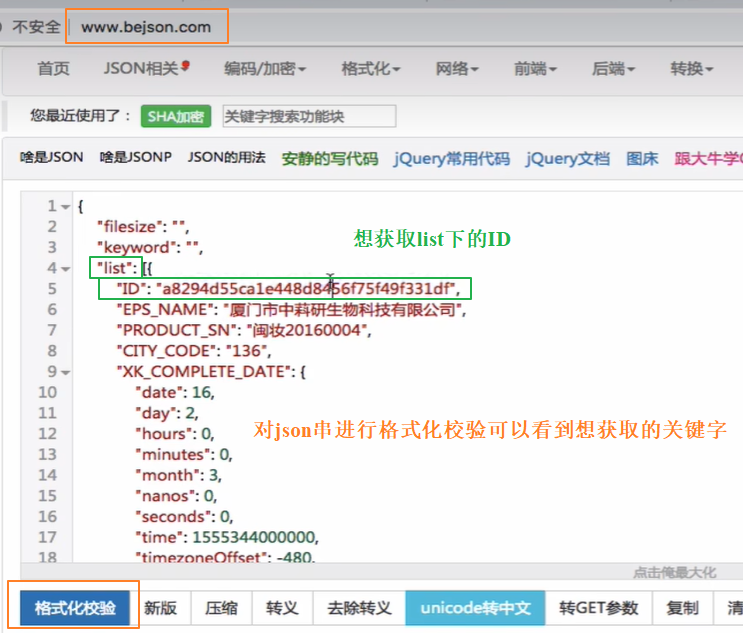 不安全 www.bejson.com
首页 JSON相关 编码/加密 格式化 网络 前端 后端 转换
您最近使用了： SHA加密 关键字搜索功能块
啥是JSON 啥是JSONP JSON的用法 安静的写代码 jQuery常用代码 jQuery文档 图床 跟大牛学
1 {
2 "filesize": "",
3 "keyword": "",
想获取list下的ID
4 "list": [{
5 "ID": "a8294d55ca1e448d8456f75f49f331df",
6 "EPS_NAME": "厦门市中莉研生物科技有限公司",
7 "PRODUCT_SN": "闽妆20160004",
8 "CITY_CODE": "136",
9 "XK_COMPLETE_DATE": {
10 "date": 16,
11 "day": 2,
对json串进行格式化校验可以看到想获取的关键字
12 "hours": 0,
13 "minutes": 0,
14 "month": 3,
15 "nanos": 0,
16 "seconds": 0,
17 "time": 1555344000000,
18 "timezoneOffset": -480,
点击俺最大化
格式化校验 新版 压缩 转义 去除转义 unicode转中文 转GET参数 复制 清